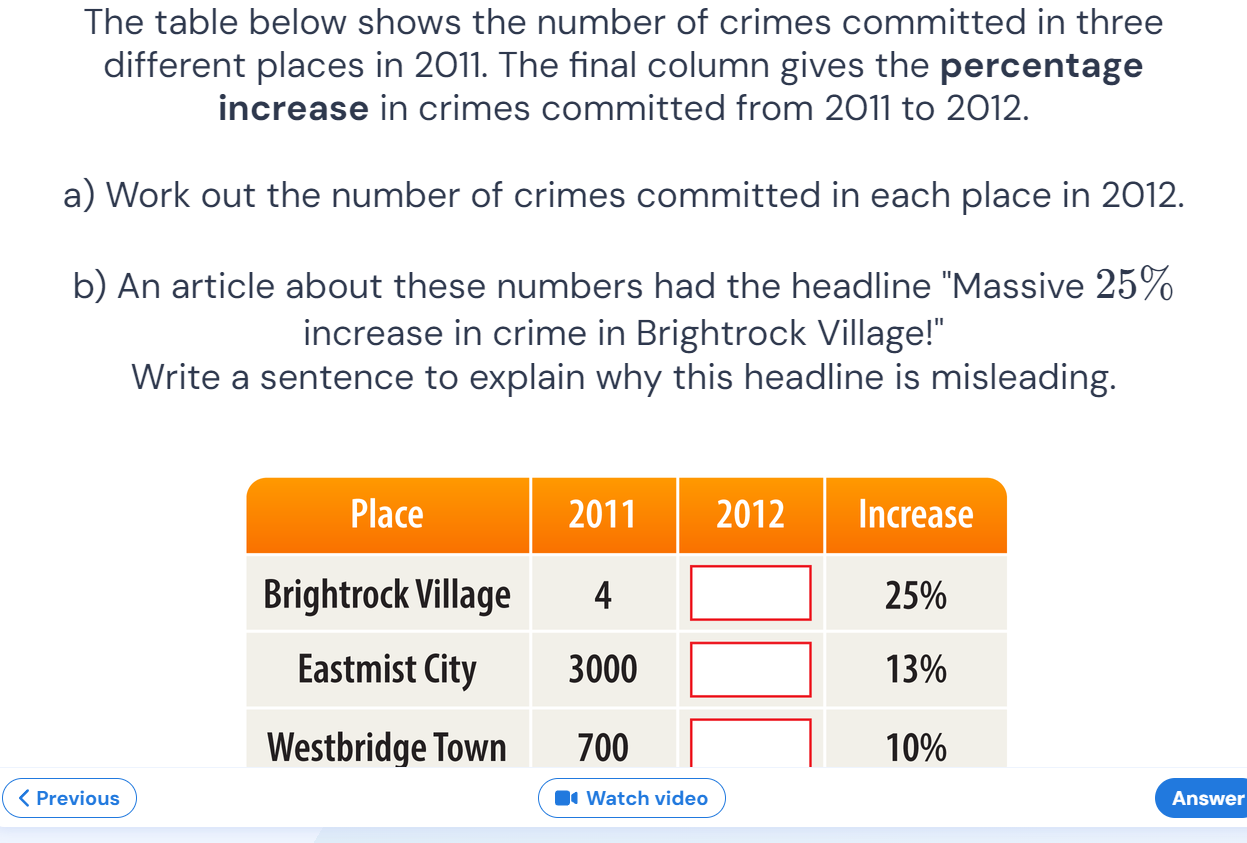 The table below shows the number of crimes committed in three
different places in 2011. The final column gives the percentage
increase in crimes committed from 2011 to 2012.
a) Work out the number of crimes committed in each place in 2012.
b) An article about these numbers had the headline "Massive 25%
increase in crime in Brightrock Village!"
Write a sentence to explain why this headline is misleading.
Place 2011 2012 Increase
Brightrock Village 4 25%
Eastmist City 3000 13%
Westbridge Town 700 10%
Previous Watch video Answer